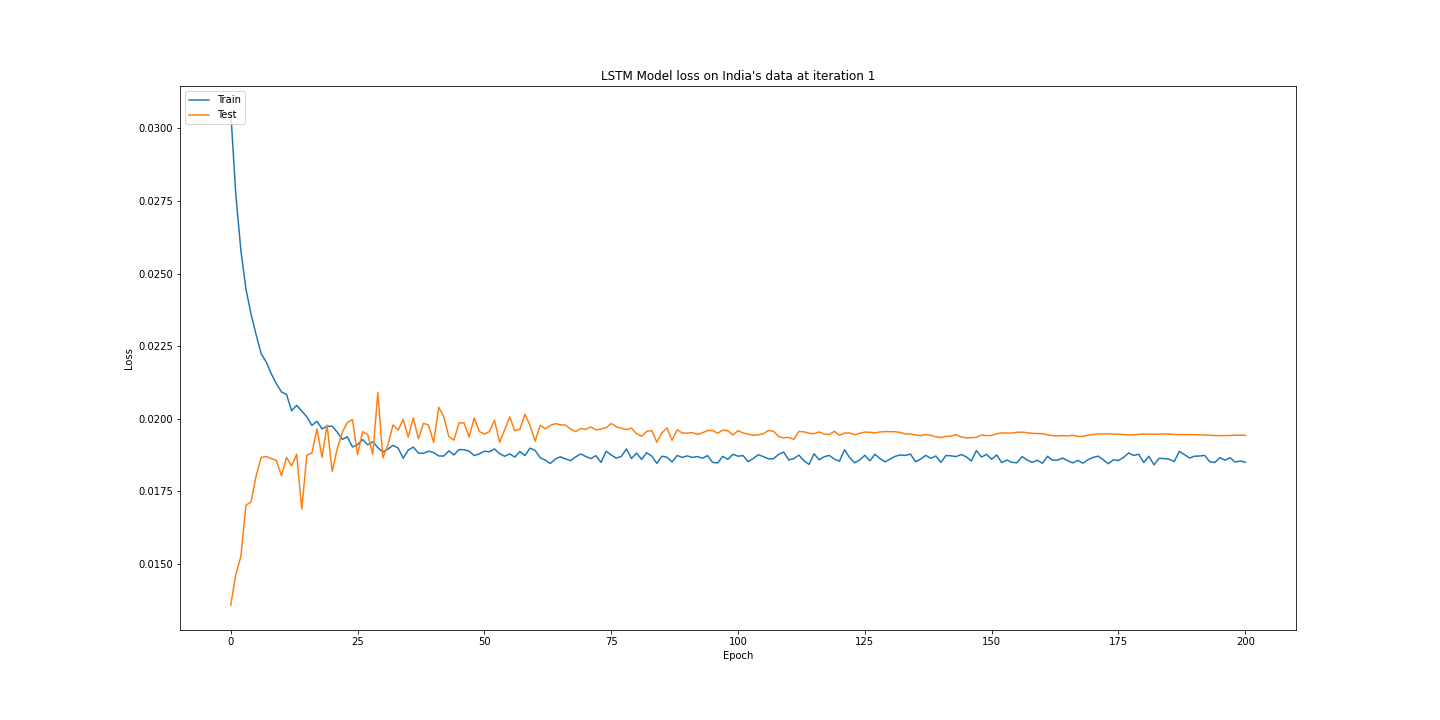 LSTM Model loss on India's data at iteration 1
Train
Test
0.0300
0.0275
0.0250
0.0225
0.0200
0.0175
0.0150
Loss
0 25 50 75 100 125 150 175 200
Epoch